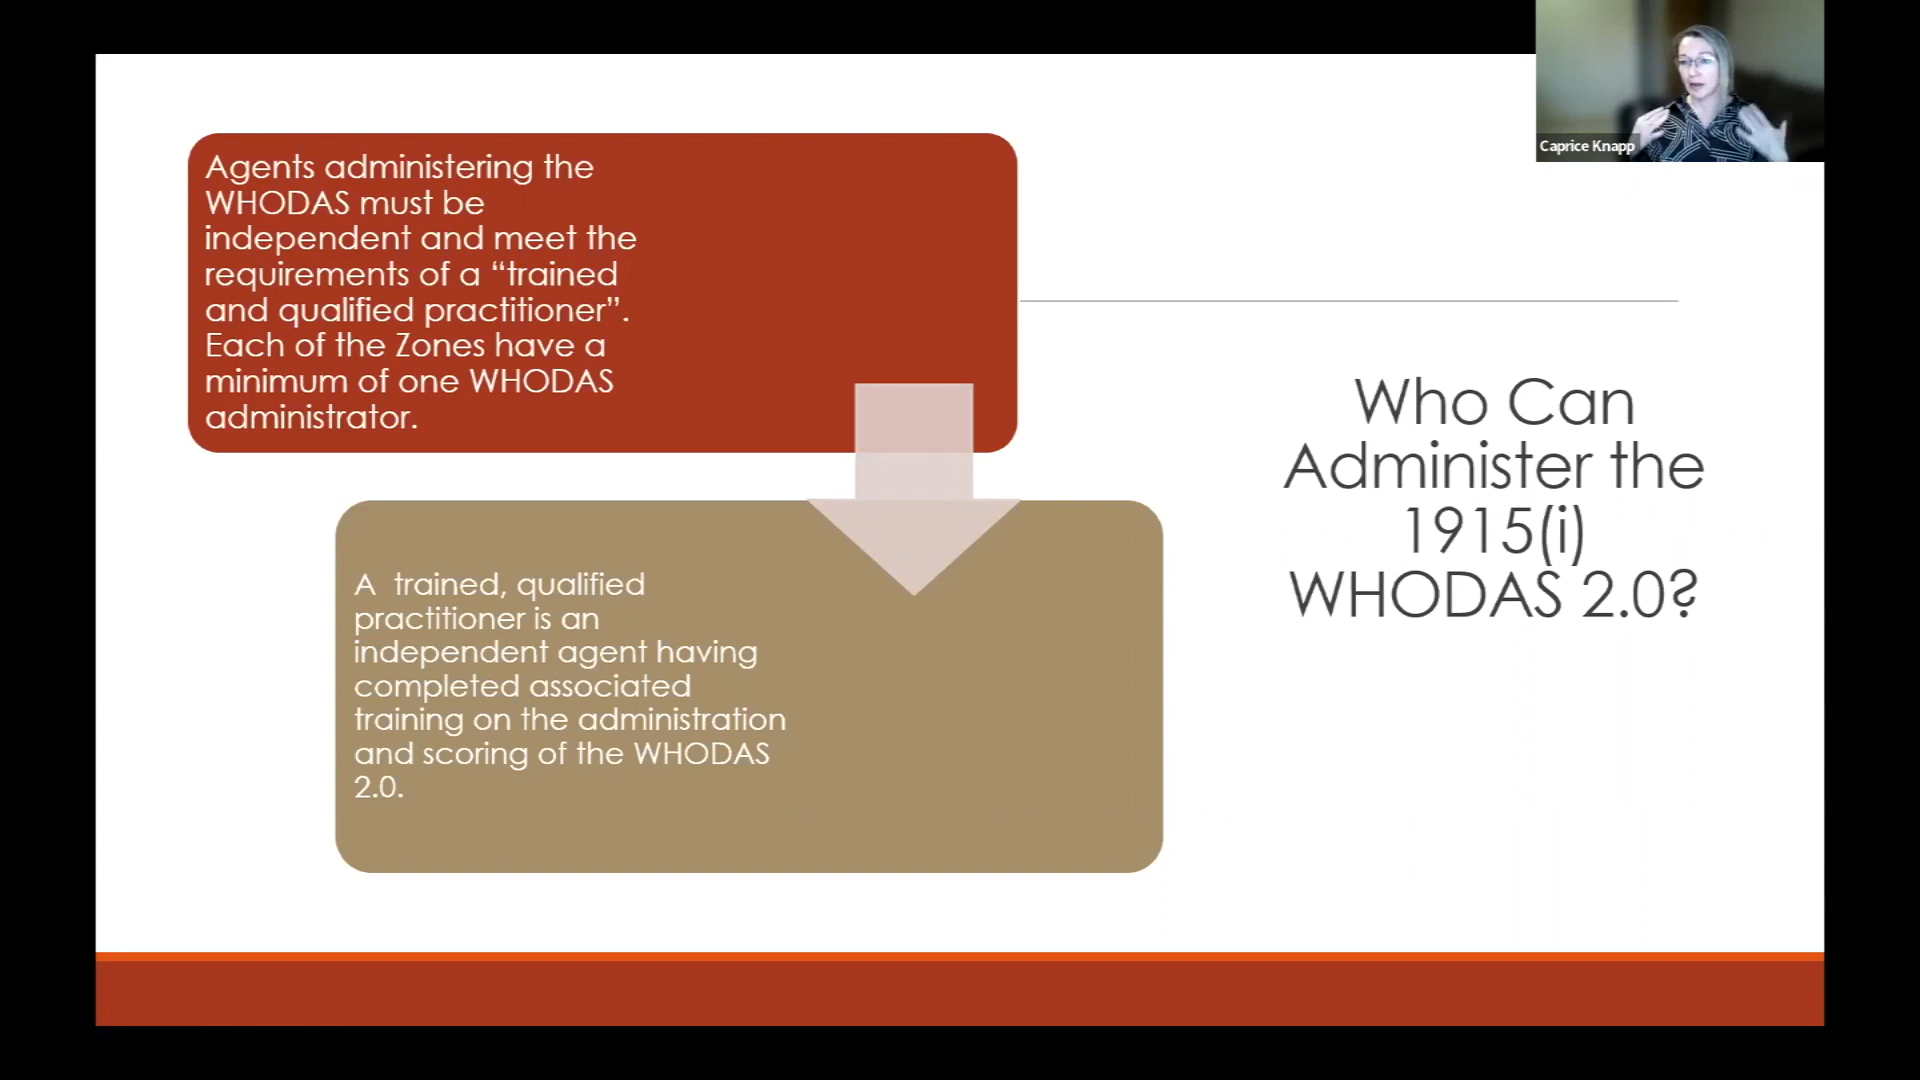 Caprice Knapp
Agents administering the
WHODAS must be
independent and meet the
requirements of a “trained
and qualified practitioner”.
Each of the Zones have a
minimum of one WHODAS
administrator.
A  trained, qualified
practitioner is an
independent agent having
completed associated
training on the administration
and scoring of the WHODAS
2.0.
Who Can
Administer the
1915(i)
WHODAS 2.0?